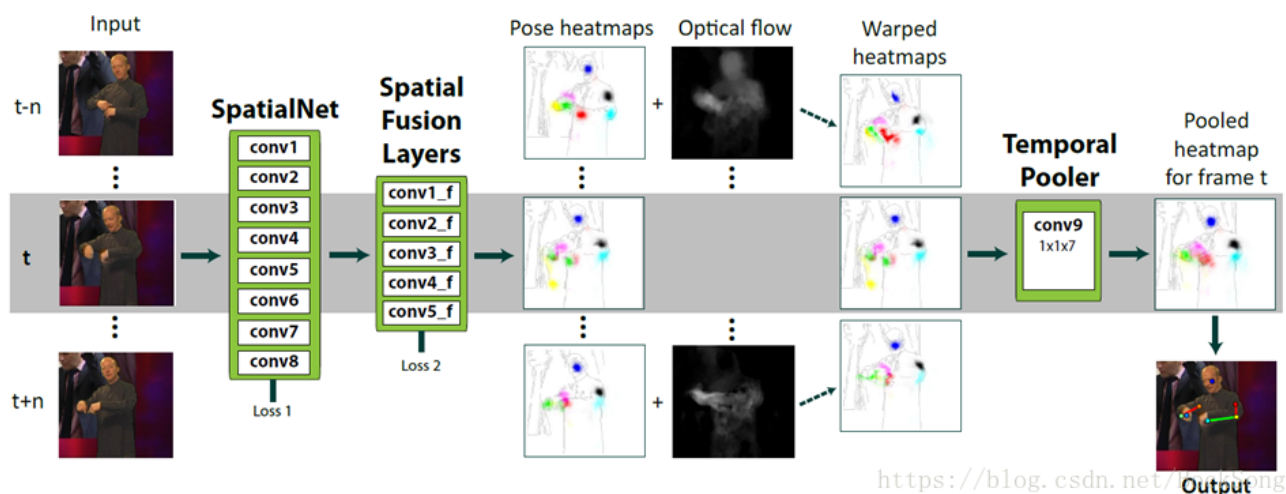 Input
Pose heatmaps
Optical flow
Warped
heatmaps
t-n
SpatialNet
conv1
conv2
conv3
conv4
conv5
conv6
conv7
conv8
Loss 1
Spatial
Fusion
Layers
conv1_f
conv2_f
conv3_f
conv4_f
conv5_f
Loss 2
+
Temporal
Pooler
conv9
1x1x7
Pooled
heatmap
for frame t
t
t+n
+
Output
https://blog.csdn.net/